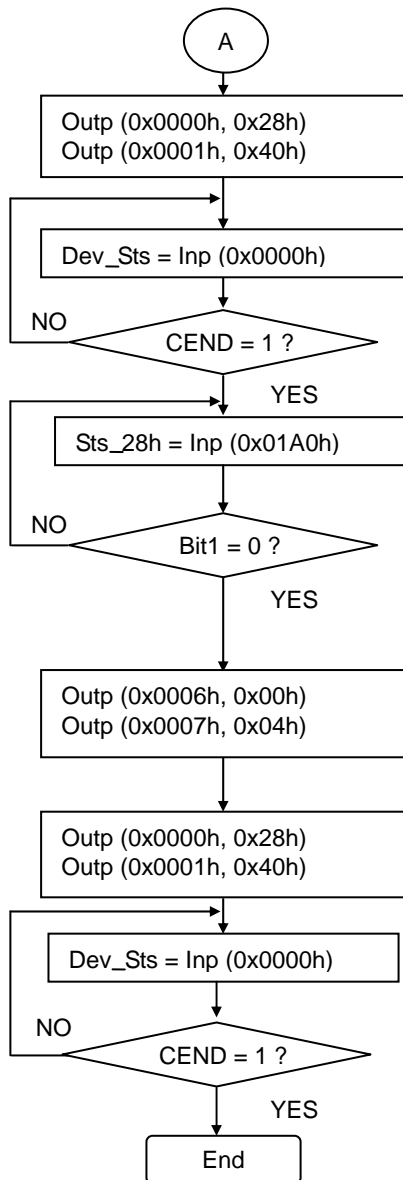 A
Outp (0x0000h, 0x28h)
Outp (0x0001h, 0x40h)
Dev_Sts = Inp (0x0000h)
NO
CEND = 1 ?
YES
Sts_28h = Inp (0x01A0h)
NO
Bit1 = 0 ?
YES
Outp (0x0006h, 0x00h)
Outp (0x0007h, 0x04h)
Outp (0x0000h, 0x28h)
Outp (0x0001h, 0x40h)
Dev_Sts = Inp (0x0000h)
NO
CEND = 1 ?
YES
End